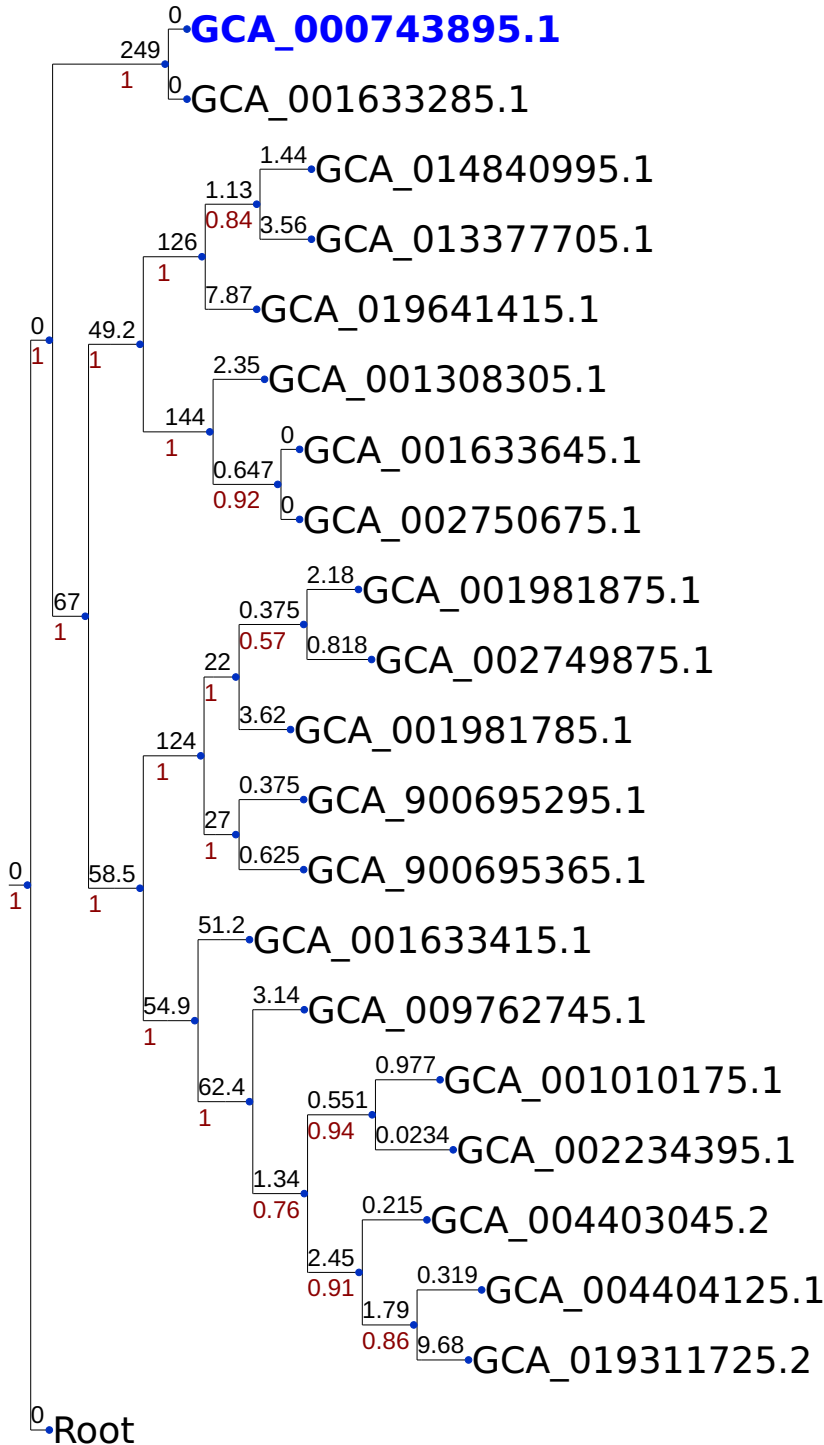 0
GCA_000743895.1
249
1
0
GCA_001633285.1
1.44
GCA_014840995.1
1.13
0.84
3.56
GCA_013377705.1
126
1
7.87
GCA_019641415.1
0
1
49.2
1
2.35
GCA_001308305.1
144
1
0
GCA_001633645.1
0.647
0.92
0
GCA_002750675.1
2.18
GCA_001981875.1
67
1
0.375
0.57
0.818
GCA_002749875.1
22
1
3.62
GCA_001981785.1
124
1
0.375
GCA_900695295.1
27
1
0.625
GCA_900695365.1
0
1
58.5
1
51.2
GCA_001633415.1
54.9
1
3.14
GCA_009762745.1
62.4
1
0.977
GCA_001010175.1
0.551
0.94
0.0234
GCA_002234395.1
1.34
0.76
0.215
GCA_004403045.2
2.45
0.91
0.319
GCA_004404125.1
1.79
0.86
9.68
GCA_019311725.2
0
Root